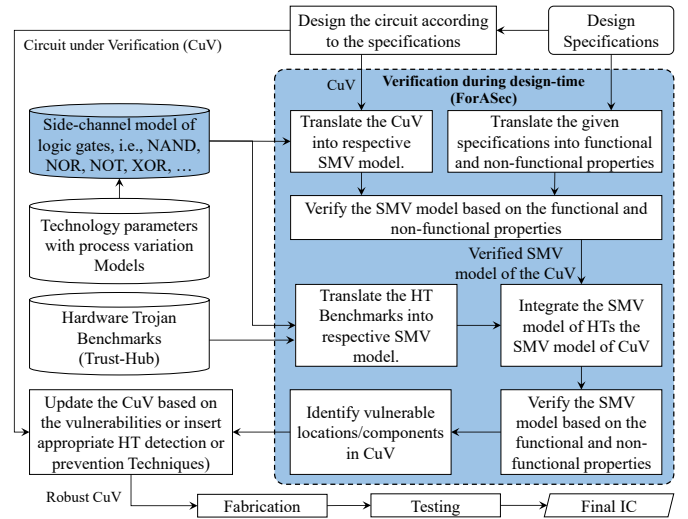 Design the circuit according
to the specifications
Design
Specifications
Circuit under Verification (CuV)
CuV
Verification during design-time
(ForASec)
Side-channel model of
logic gates, i.e., NAND,
NOR, NOT, XOR, …
Translate the CuV
into respective
SMV model.
Translate the given
specifications into functional
and non-functional properties
Technology parameters
with process variation
Models
Verify the SMV model based on the functional and
non-functional properties
Verified SMV
model of the CuV
Hardware Trojan
Benchmarks
(Trust-Hub)
Translate the HT
Benchmarks into
respective SMV
model.
Integrate the SMV
model of HTs the
SMV model of CuV
Update the CuV based on
the vulnerabilities or insert
appropriate HT detection or
prevention Techniques)
Identify vulnerable
locations/components
in CuV
Verify the SMV
model based on the
functional and non-
functional properties
Robust CuV
Fabrication
Testing
Final IC